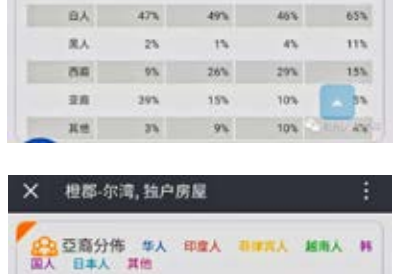 白人 47% 49% 46% 65%
黑人 2% 1% 4% 11%
西裔 9% 26% 29% 15%
亚裔 39% 15% 10% 5%
其他 3% 9% 10% 4%
橙郡-尔湾, 独户房屋
亞裔分佈 华人 印度人 菲律宾人 越南人 韩
国人 日本人 其他